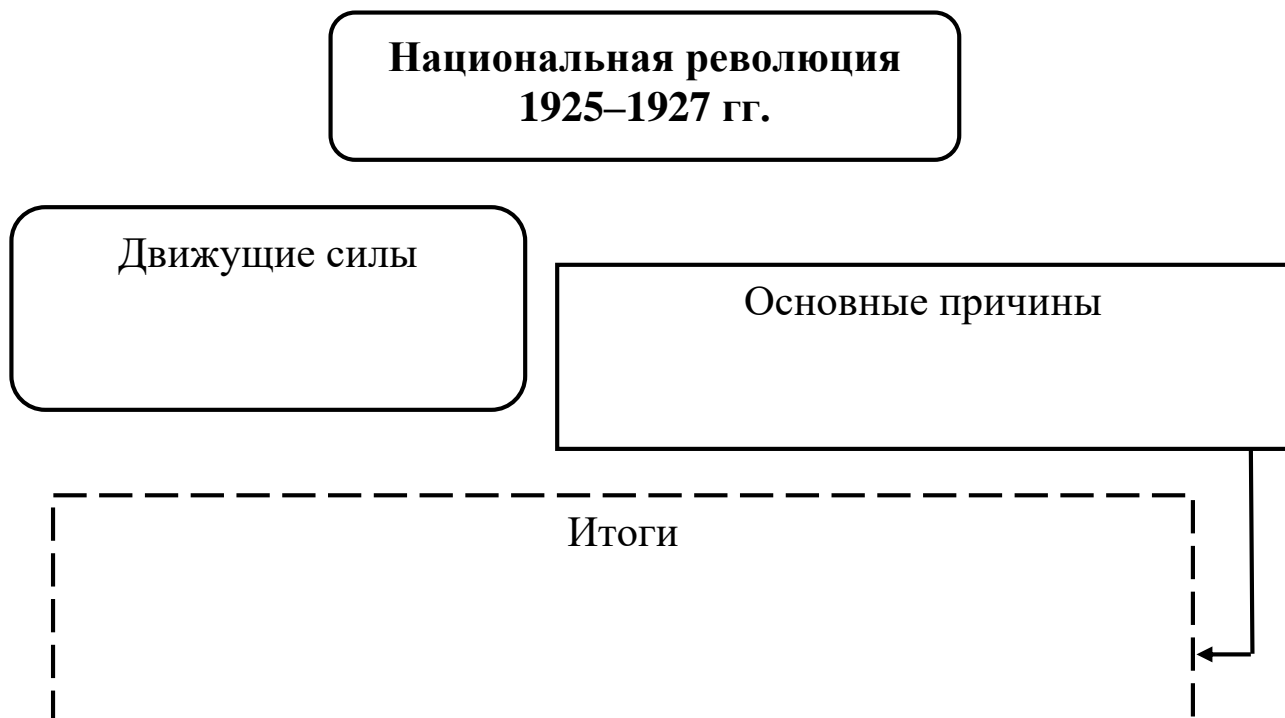 Национальная революция
1925–1927 гг.
Движущие силы
Основные причины
Итоги